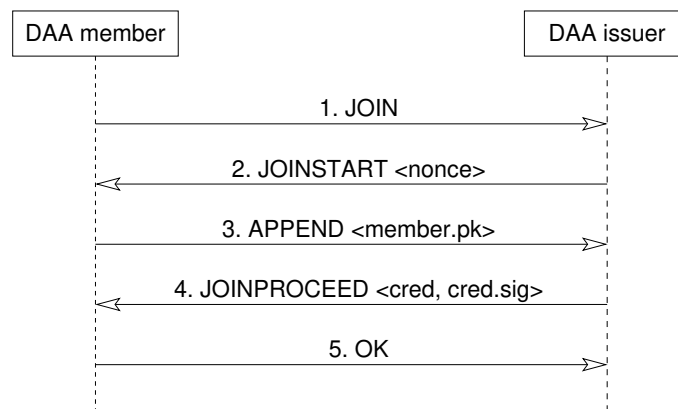 DAA member
DAA issuer
1. JOIN
2. JOINSTART <nonce>
3. APPEND <member.pk>
4. JOINPROCEED <cred, cred.sig>
5. OK